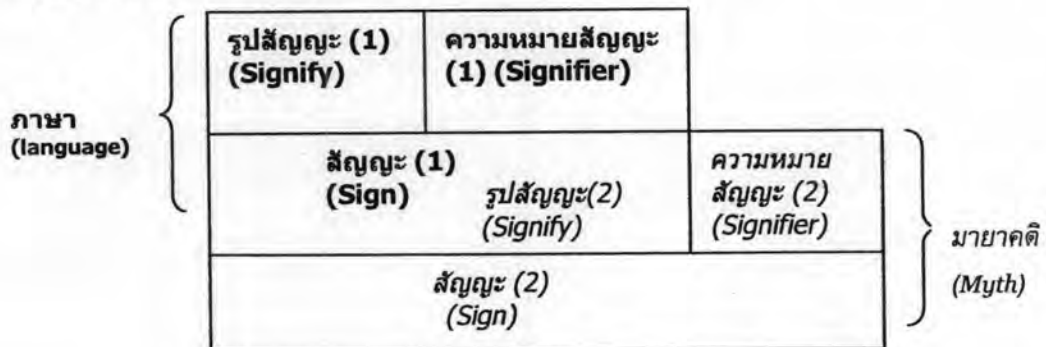 รูปสัญญะ (1)
(Signify)
ความหมายสัญญะ
(1) (Signifier)
ภาษา
(language)
สัญญะ (1)
(Sign)
รูปสัญญะ(2)
(Signify)
ความหมาย
สัญญะ (2)
(Signifier)
มายาคติ
(Myth)
สัญญะ (2)
(Sign)